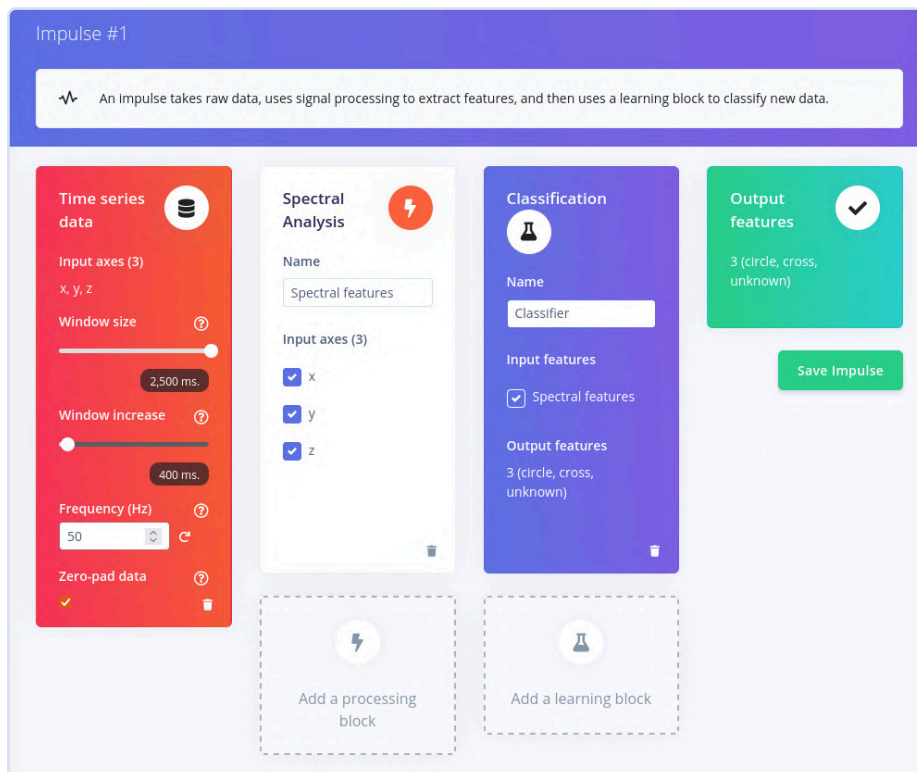 Impulse #1
An impulse takes raw data, uses signal processing to extract features, and then uses a learning block to classify new data.
Time series
data
Input axes (3)
x, y, z
Window size
2,500 ms.
Window increase
400 ms.
Frequency (Hz)
50
Zero-pad data
Spectral
Analysis
Name
Spectral features
Input axes (3)
x
y
z
Classification
Name
Classifier
Input features
Spectral features
Output features
3 (circle, cross,
unknown)
Output
features
3 (circle, cross,
unknown)
Save Impulse
Add a processing
block
Add a learning block